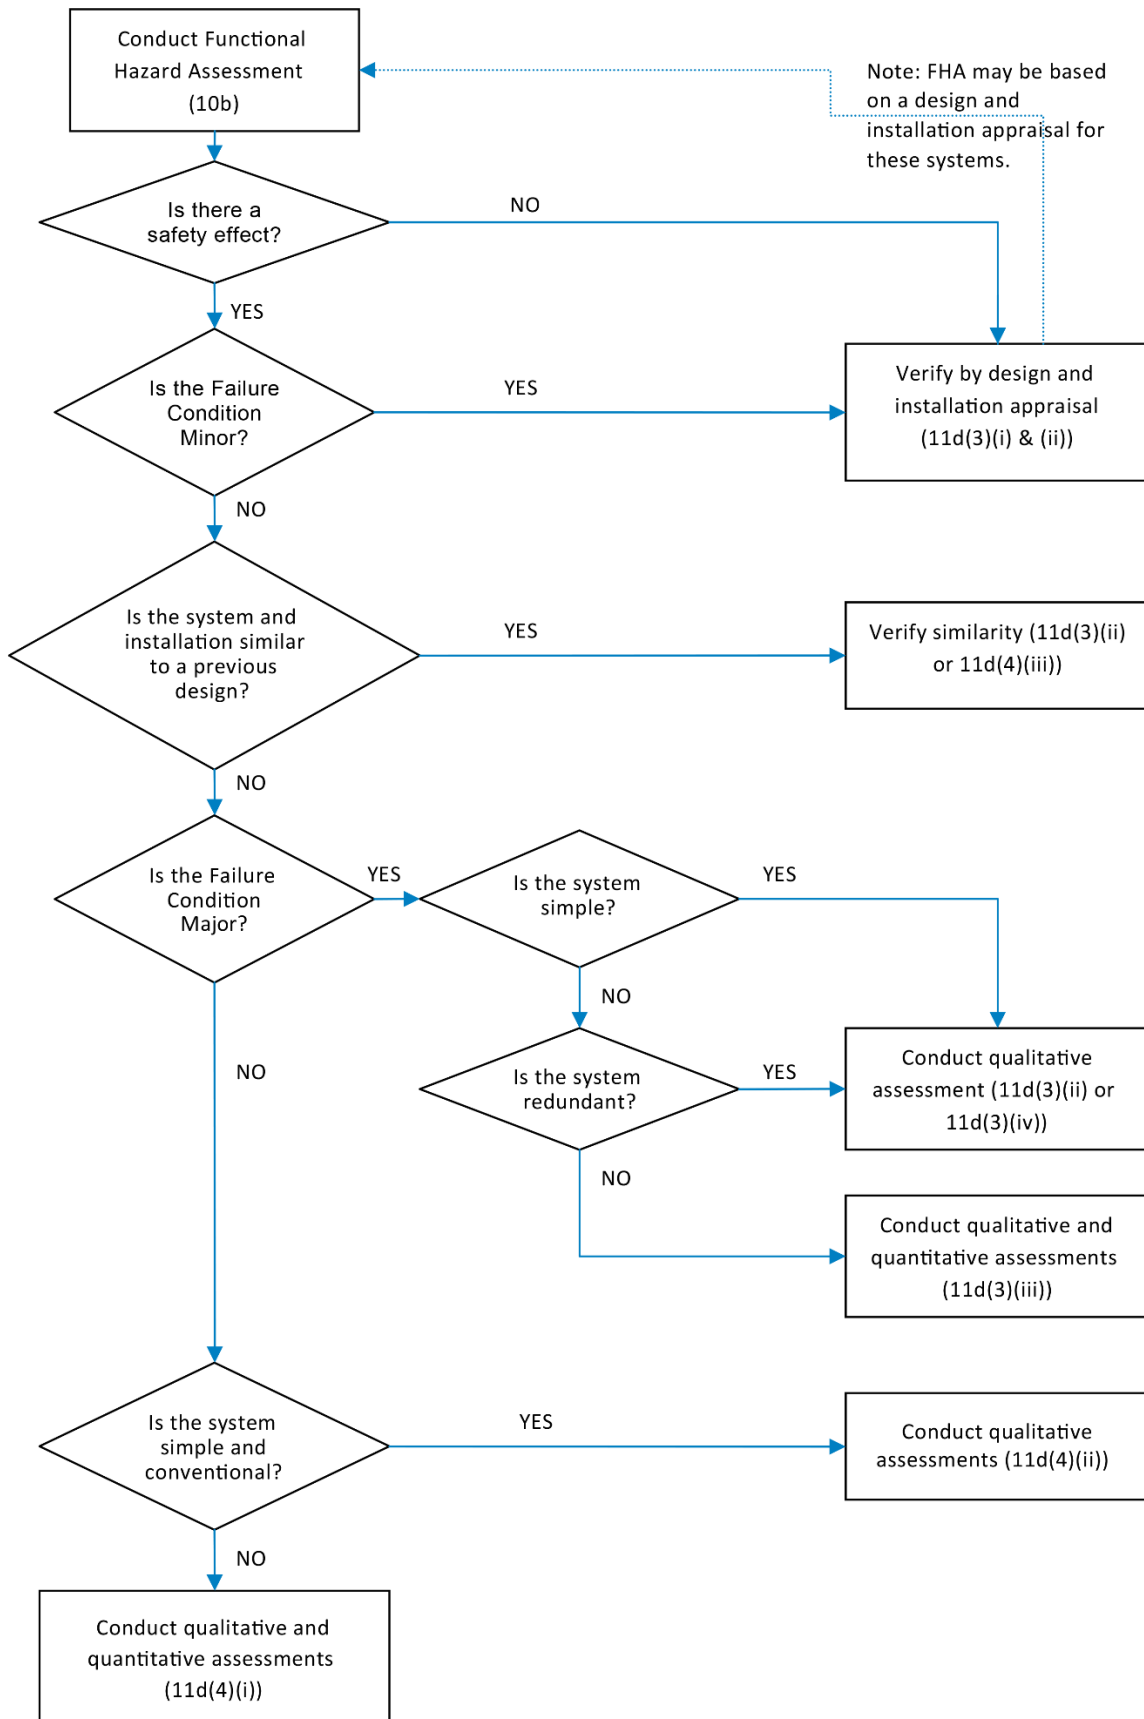 Conduct Functional
Hazard Assessment
(10b)
Note: FHA may be based
on a design and
installation appraisal for
these systems.
Is there a
safety effect?
NO
YES
Is the Failure
Condition
Minor?
YES
Verify by design and
installation appraisal
(11d(3)(i) & (ii))
NO
Is the system and
installation similar
to a previous
design?
YES
Verify similarity (11d(3)(ii)
or 11d(4)(iii))
NO
Is the Failure
Condition
Major?
YES
Is the system
simple?
YES
NO
NO
Is the system
redundant?
YES
Conduct qualitative
assessment (11d(3)(ii) or
11d(3)(iv))
NO
Conduct qualitative and
quantitative assessments
(11d(3)(iii))
Is the system
simple and
conventional?
YES
Conduct qualitative
assessments (11d(4)(ii))
NO
Conduct qualitative and
quantitative assessments
(11d(4)(i))